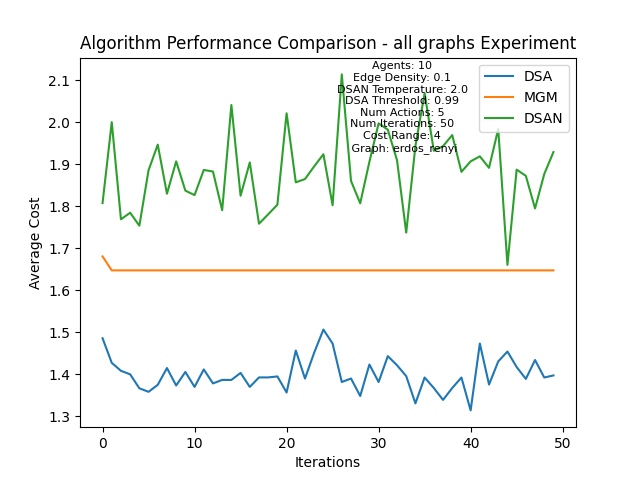 Algorithm Performance Comparison - all graphs Experiment
Agents: 10
Edge Density: 0.1
DSAN Temperature: 2.0
DSA Threshold: 0.99
Num Actions: 5
Num Iterations: 50
Cost Range: 4
Graph: erdos_renyi
DSA
MGM
DSAN
Average Cost
2.1
2.0
1.9
1.8
1.7
1.6
1.5
1.4
1.3
0
10
20
30
40
50
Iterations